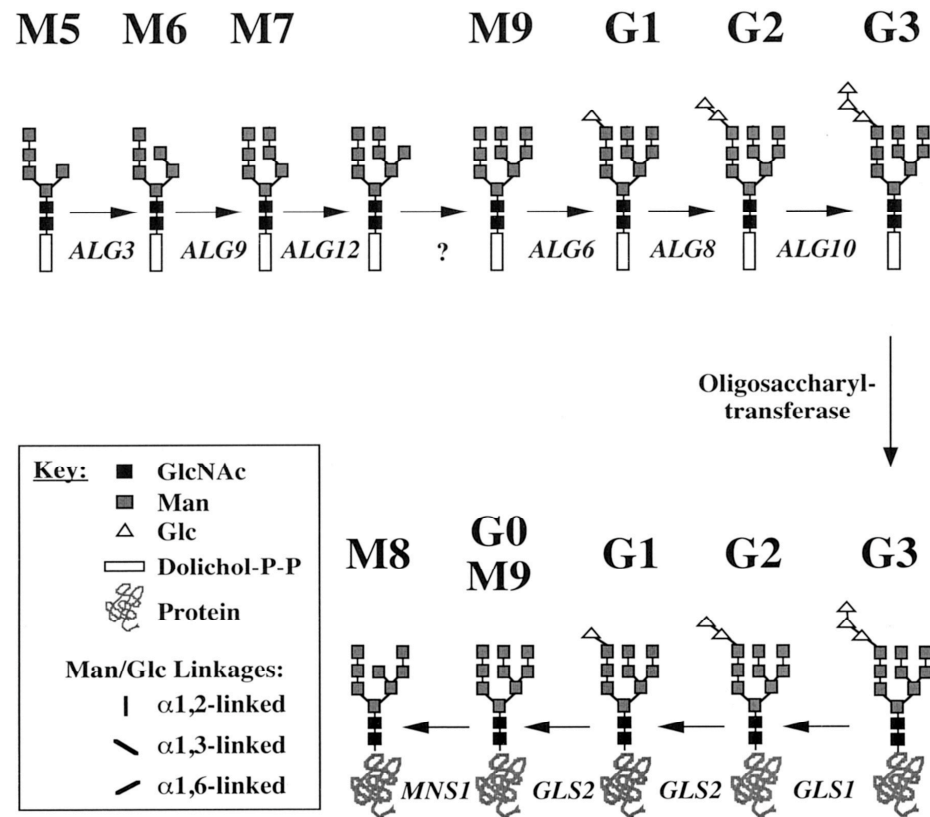 M5 M6 M7 M9 G1 G2 G3
ALG3 ALG9 ALG12 ? ALG6 ALG8 ALG10
Oligosaccharyl-
transferase
Key:
GlcNAc
Man
Glc
Dolichol-P-P
Protein
Man/Glc Linkages:
α1,2-linked
α1,3-linked
α1,6-linked
M8 G0 M9 G1 G2 G3
MNS1 GLS2 GLS2 GLS1